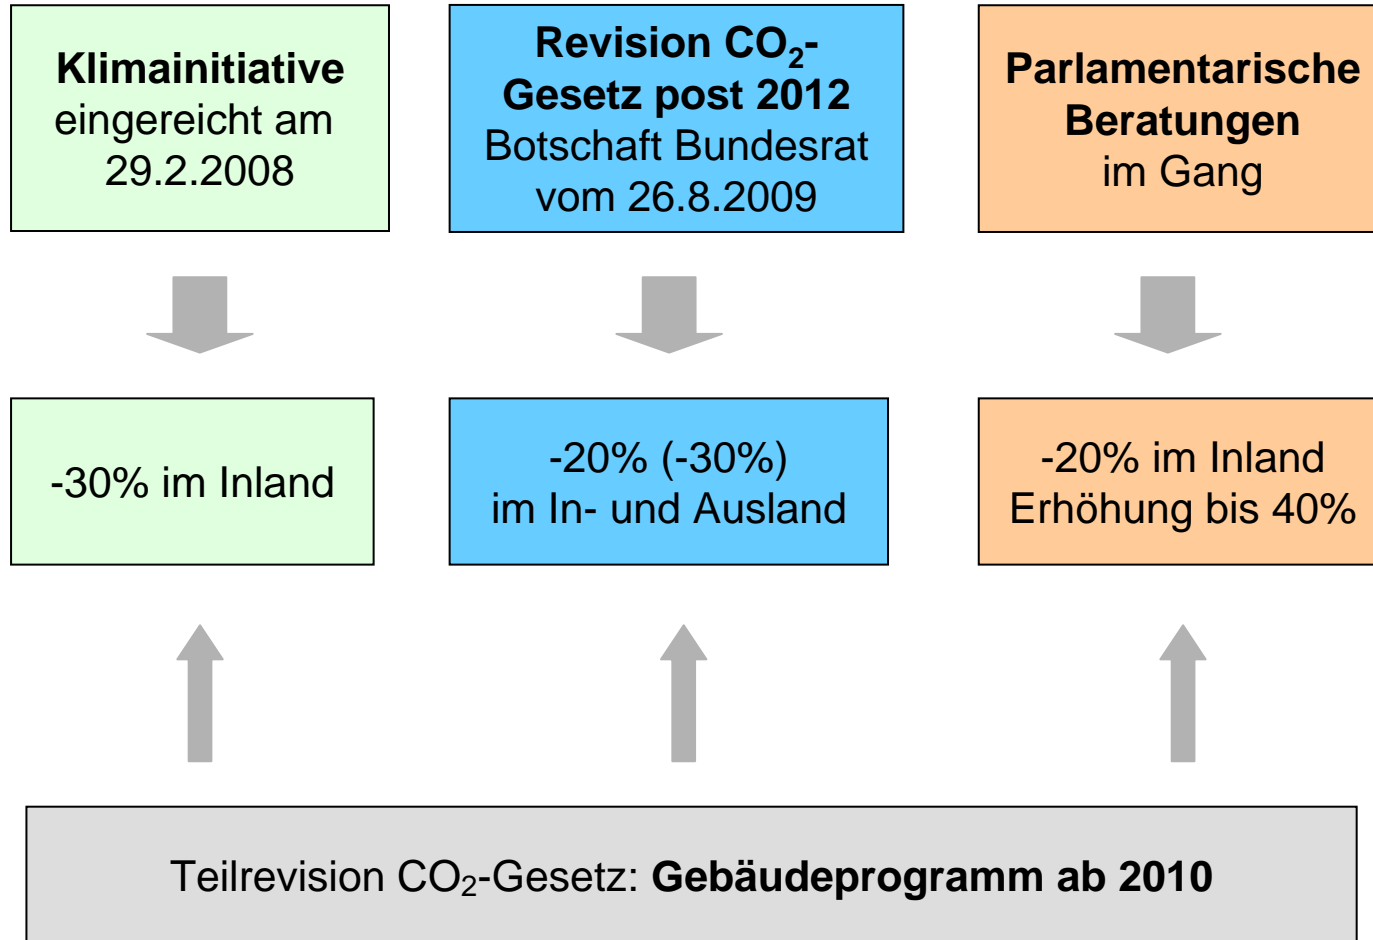 Klimainitiative
eingereicht am
29.2.2008
Revision CO₂-
Gesetz post 2012
Botschaft Bundesrat
vom 26.8.2009
Parlamentarische
Beratungen
im Gang
-30% im Inland
-20% (-30%)
im In- und Ausland
-20% im Inland
Erhöhung bis 40%
Teilrevision CO₂-Gesetz: Gebäudeprogramm ab 2010